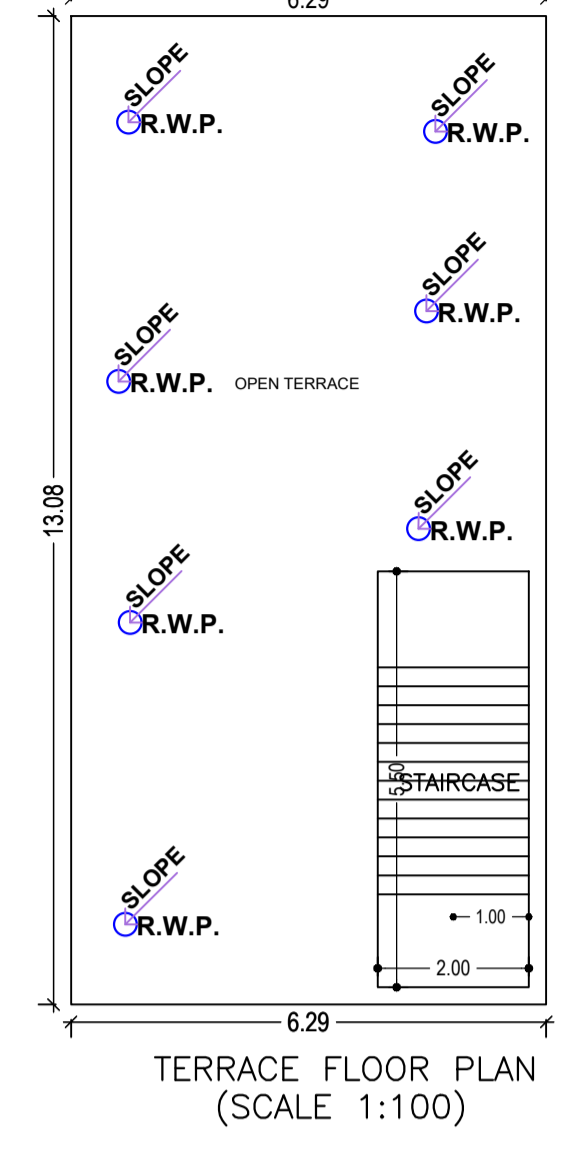 6.29
SLOPE
R.W.P.
SLOPE
R.W.P.
SLOPE
R.W.P.
SLOPE
R.W.P.
OPEN TERRACE
SLOPE
R.W.P.
13.08
SLOPE
R.W.P.
5.50
STAIRCASE
SLOPE
R.W.P.
1.00
2.00
6.29
TERRACE FLOOR PLAN
(SCALE 1:100)